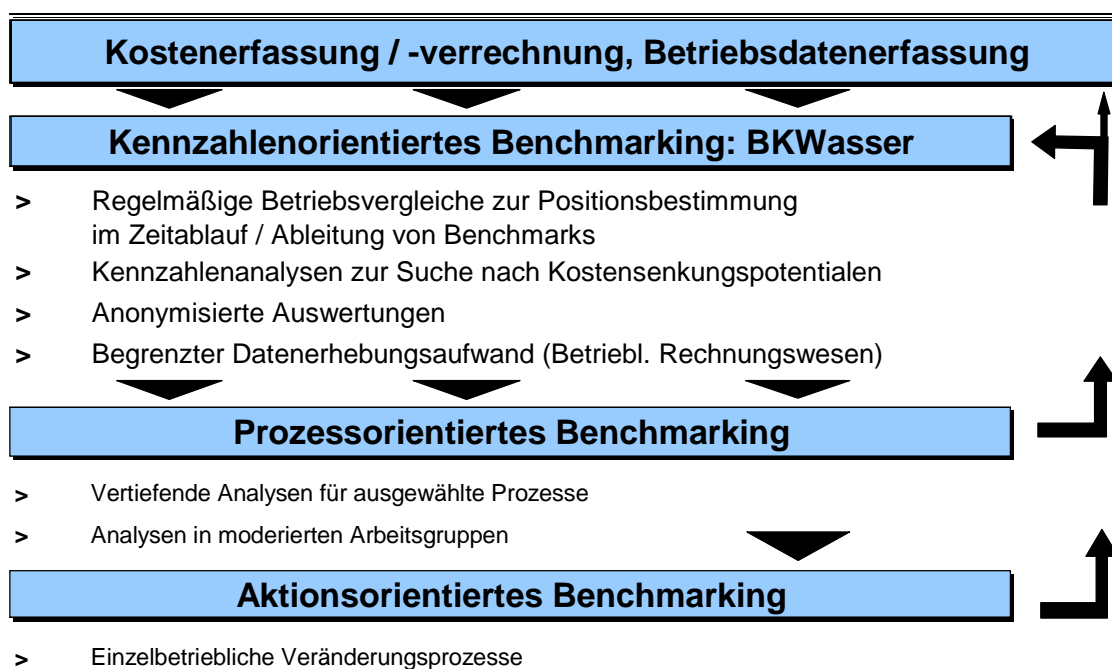 Kostenerfassung / -verrechnung, Betriebsdatenerfassung
Kennzahlenorientiertes Benchmarking: BKWasser
> Regelmäßige Betriebsvergleiche zur Positionsbestimmung
im Zeitablauf / Ableitung von Benchmarks
> Kennzahlenanalysen zur Suche nach Kostensenkungspotentialen
> Anonymisierte Auswertungen
> Begrenzter Datenerhebungsaufwand (Betriebl. Rechnungswesen)
Prozessorientiertes Benchmarking
> Vertiefende Analysen für ausgewählte Prozesse
> Analysen in moderierten Arbeitsgruppen
Aktionsorientiertes Benchmarking
> Einzelbetriebliche Veränderungsprozesse